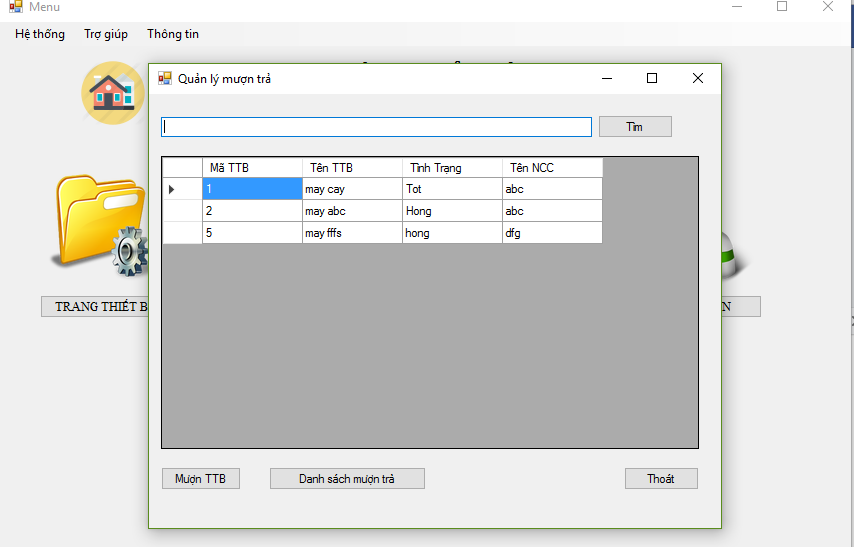 Menu
Hệ thống Trợ giúp Thông tin
Quản lý mượn trả
Tìm
Mã TTB Tên TTB Tình Trạng Tên NCC
1 may cay Tot abc
2 may abc Hong abc
5 may fffs hong dfg
TRANG THIẾT B
N
Mượn TTB Danh sách mượn trả Thoát